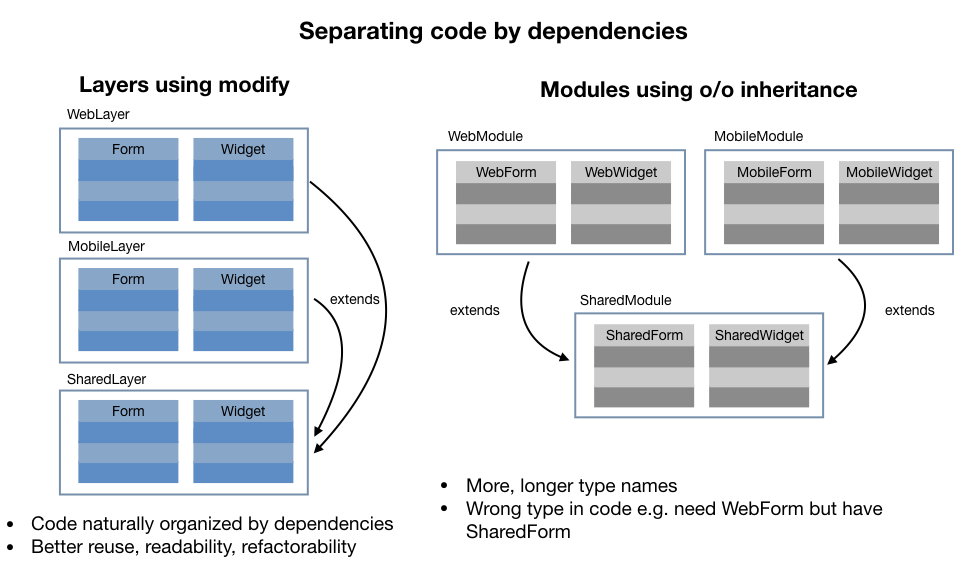 Separating code by dependencies
Layers using modify
WebLayer
Form Widget
MobileLayer
Form Widget
extends
SharedLayer
Form Widget
• Code naturally organized by dependencies
• Better reuse, readability, refactorability
Modules using o/o inheritance
WebModule
WebForm WebWidget
MobileModule
MobileForm MobileWidget
extends
extends
SharedModule
SharedForm SharedWidget
• More, longer type names
• Wrong type in code e.g. need WebForm but have
SharedForm